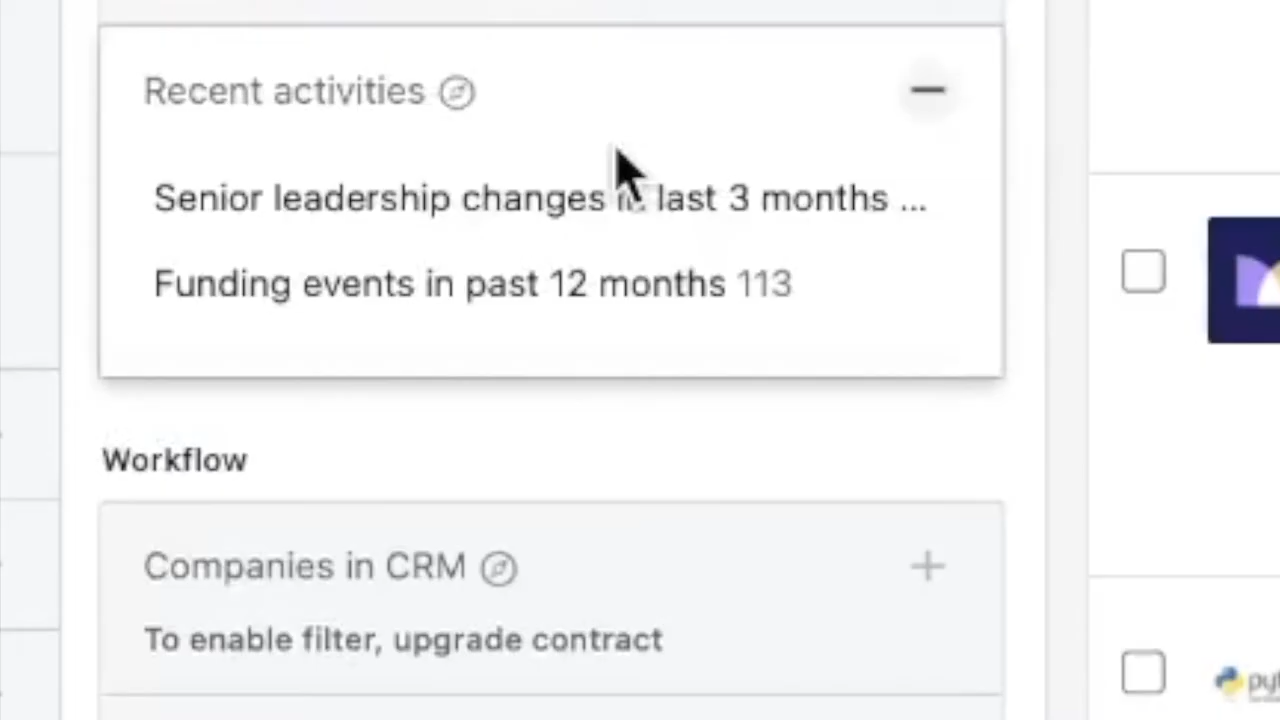 Recent activities
Senior leadership changes in last 3 months ...
Funding events in past 12 months 113
Workflow
Companies in CRM
To enable filter, upgrade contract